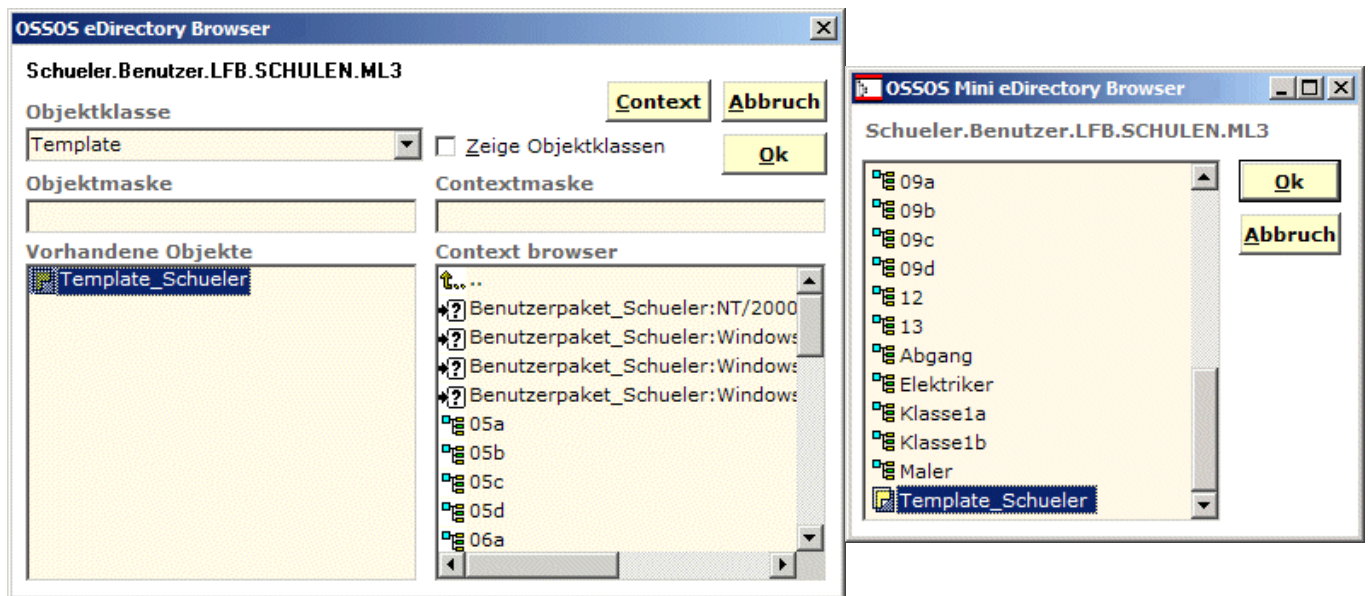 OSSOS eDirectory Browser
Schueler.Benutzer.LFB.SCHULEN.ML3
Context
Abbruch
Objektklasse
Template
Zeige Objektklassen
Ok
Objektmaske
Contextmaske
Vorhandene Objekte
Template_Schueler
Context browser
..
Benutzerpaket_Schueler:NT/2000
Benutzerpaket_Schueler:Windows
Benutzerpaket_Schueler:Windows
Benutzerpaket_Schueler:Windows
05a
05b
05c
05d
06a
OSSOS Mini eDirectory Browser
Schueler.Benutzer.LFB.SCHULEN.ML3
09a
09b
09c
09d
12
13
Abgang
Elektriker
Klasse1a
Klasse1b
Maler
Template_Schueler
Ok
Abbruch